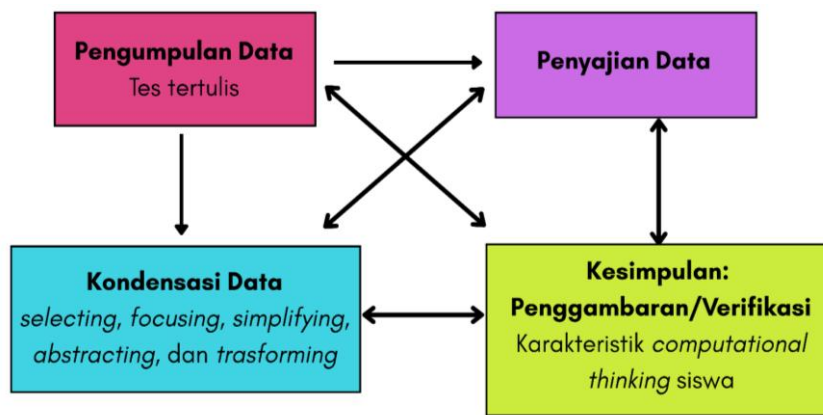 Pengumpulan Data
Tes tertulis
Penyajian Data
Kondensasi Data
selecting, focusing, simplifying,
abstracting, dan trasforming
Kesimpulan:
Penggambaran/Verifikasi
Karakteristik computational
thinking siswa